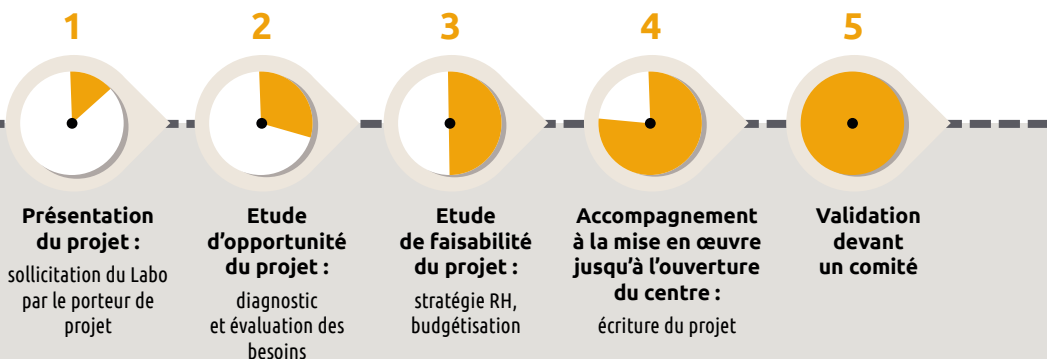 1
Présentation
du projet :
sollicitation du Labo
par le porteur de
projet
2
Etude
d'opportunité
du projet :
diagnostic
et évaluation des
besoins
3
Etude
de faisabilité
du projet :
stratégie RH,
budgétisation
4
Accompagnement
à la mise en œuvre
jusqu'à l'ouverture
du centre :
écriture du projet
5
Validation
devant
un comité